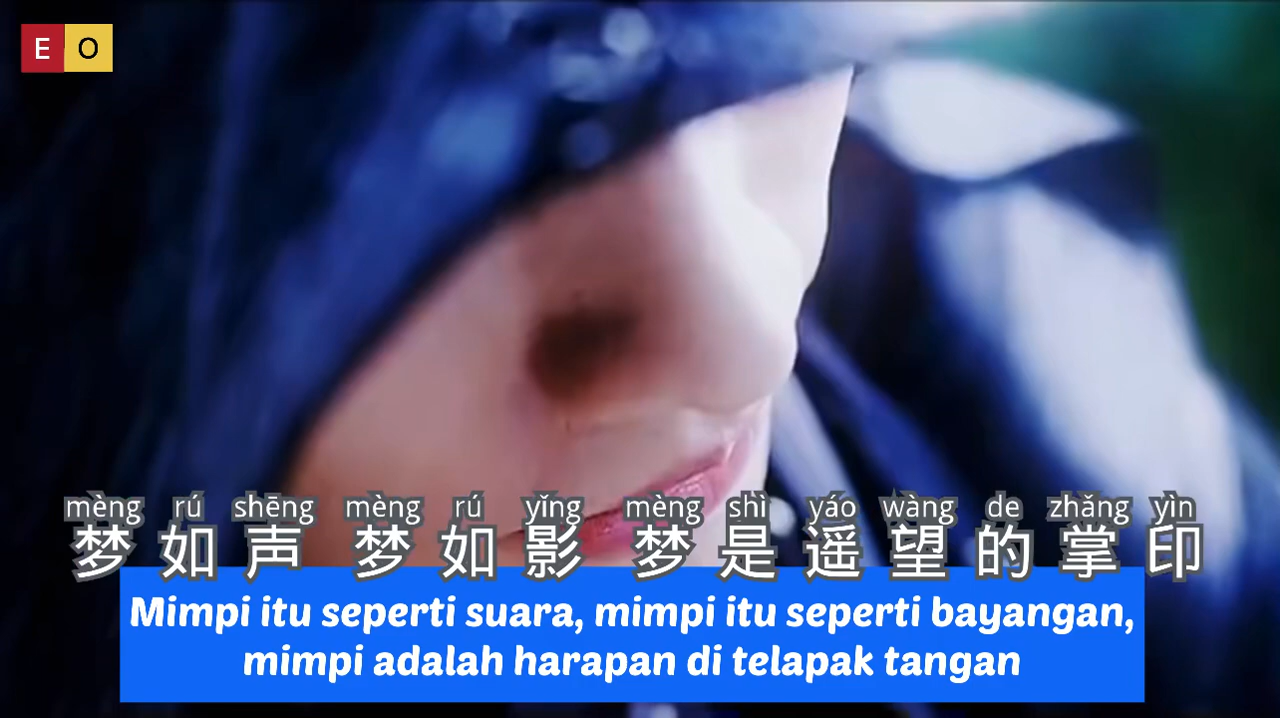 E O
mèng rú shēng mèng rú yǐng mèng shì yáo wàng de zhǎng yìn
梦如声 梦如影 梦是遥望的掌印
Mimpi itu seperti suara, mimpi itu seperti bayangan,
mimpi adalah harapan di telapak tangan